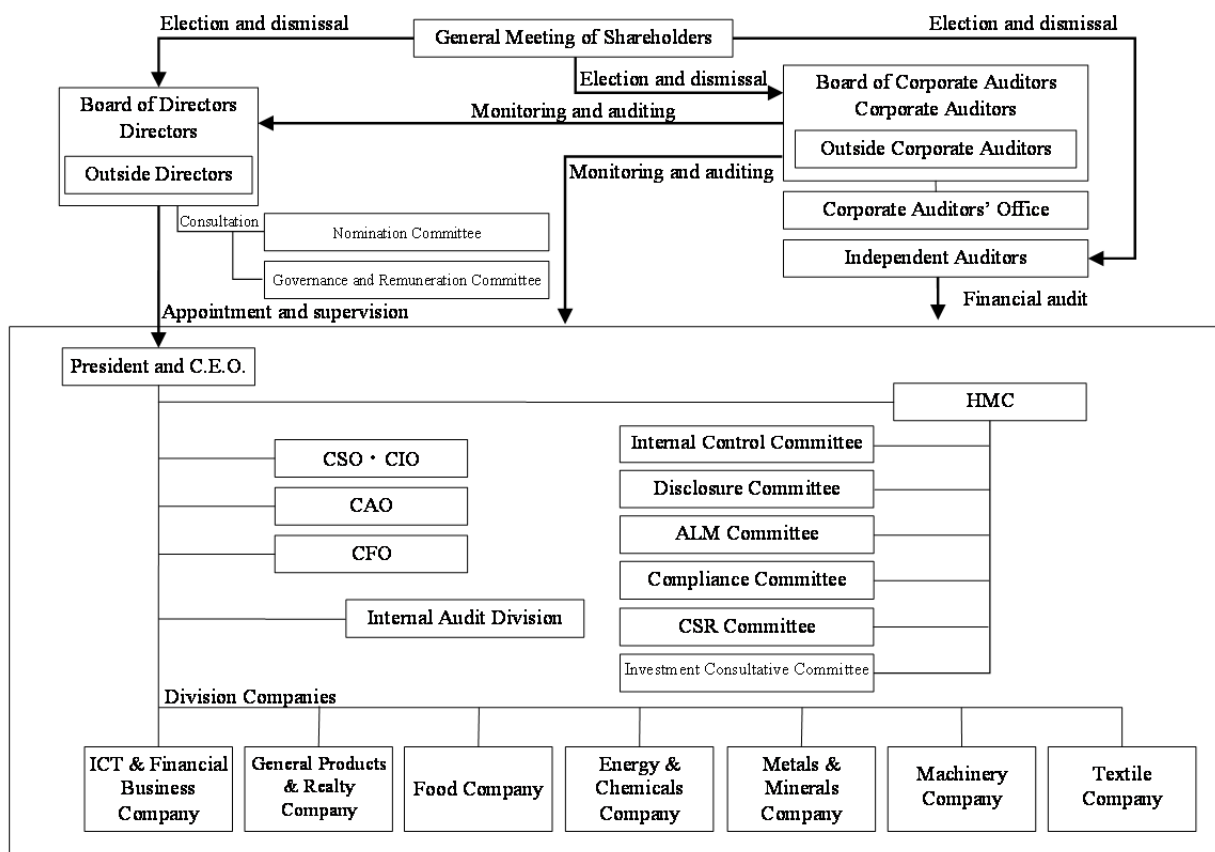 Election and dismissal
General Meeting of Shareholders
Election and dismissal
Election and dismissal
Board of Directors
Directors
Outside Directors
Monitoring and auditing
Board of Corporate Auditors
Corporate Auditors
Outside Corporate Auditors
Monitoring and auditing
Corporate Auditors’ Office
Consultation
Nomination Committee
Independent Auditors
Governance and Remuneration Committee
Appointment and supervision
Financial audit
President and C.E.O.
HMC
CSO・CIO
CAO
CFO
Internal Audit Division
Internal Control Committee
Disclosure Committee
ALM Committee
Compliance Committee
CSR Committee
Investment Consultative Committee
Division Companies
ICT & Financial
Business
Company
General Products
& Realty
Company
Food Company
Energy &
Chemicals
Company
Metals &
Minerals
Company
Machinery
Company
Textile
Company